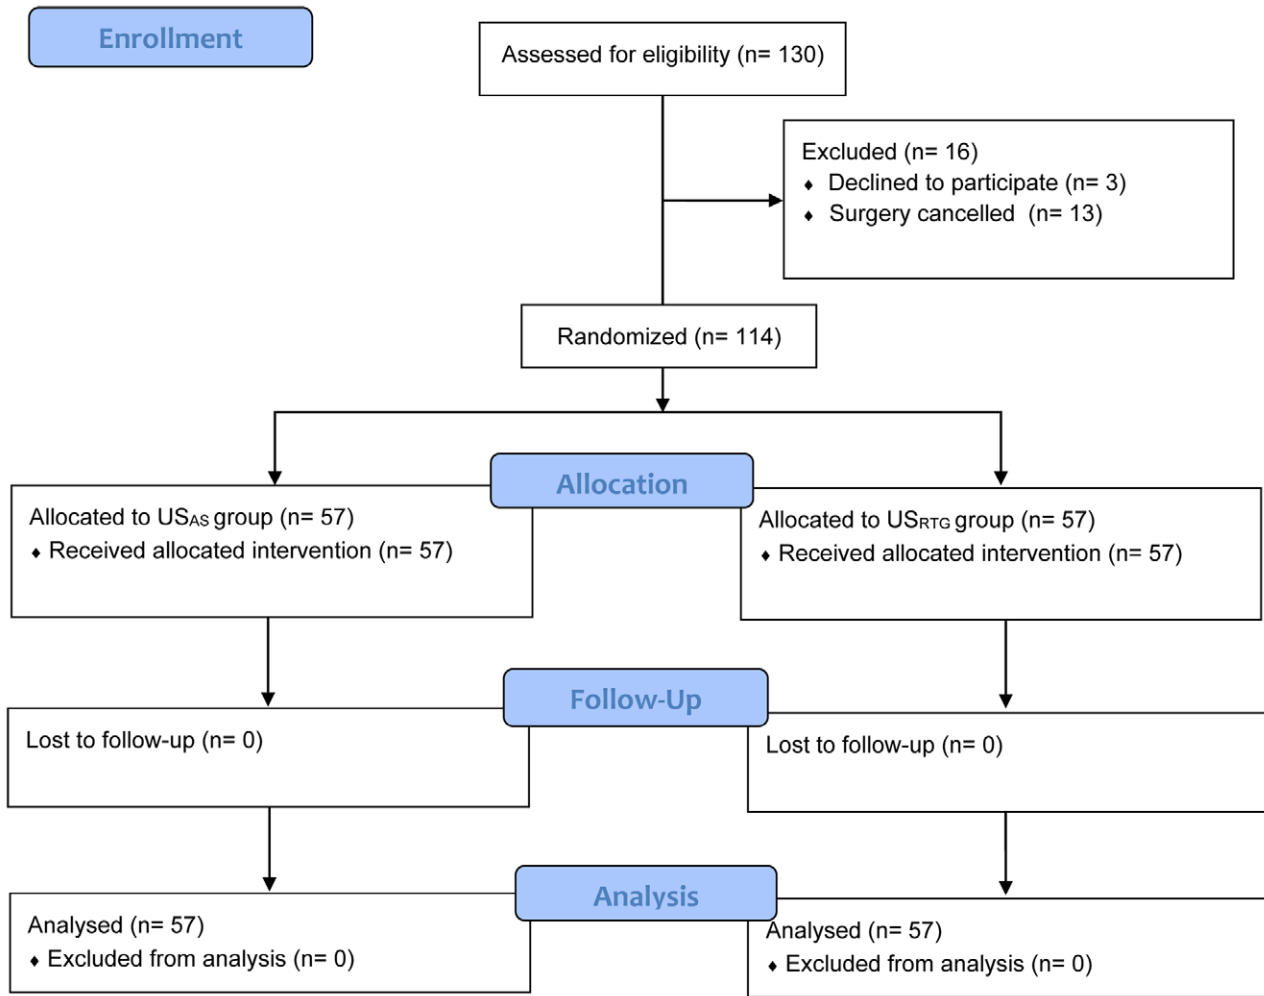 Enrollment
Assessed for eligibility (n= 130)
Excluded (n= 16)
♦ Declined to participate (n= 3)
♦ Surgery cancelled (n= 13)
Randomized (n= 114)
Allocation
Allocated to USAS group (n= 57)
♦ Received allocated intervention (n= 57)
Allocated to USRTG group (n= 57)
♦ Received allocated intervention (n= 57)
Follow-Up
Lost to follow-up (n= 0)
Lost to follow-up (n= 0)
Analysis
Analysed (n= 57)
♦ Excluded from analysis (n= 0)
Analysed (n= 57)
♦ Excluded from analysis (n= 0)